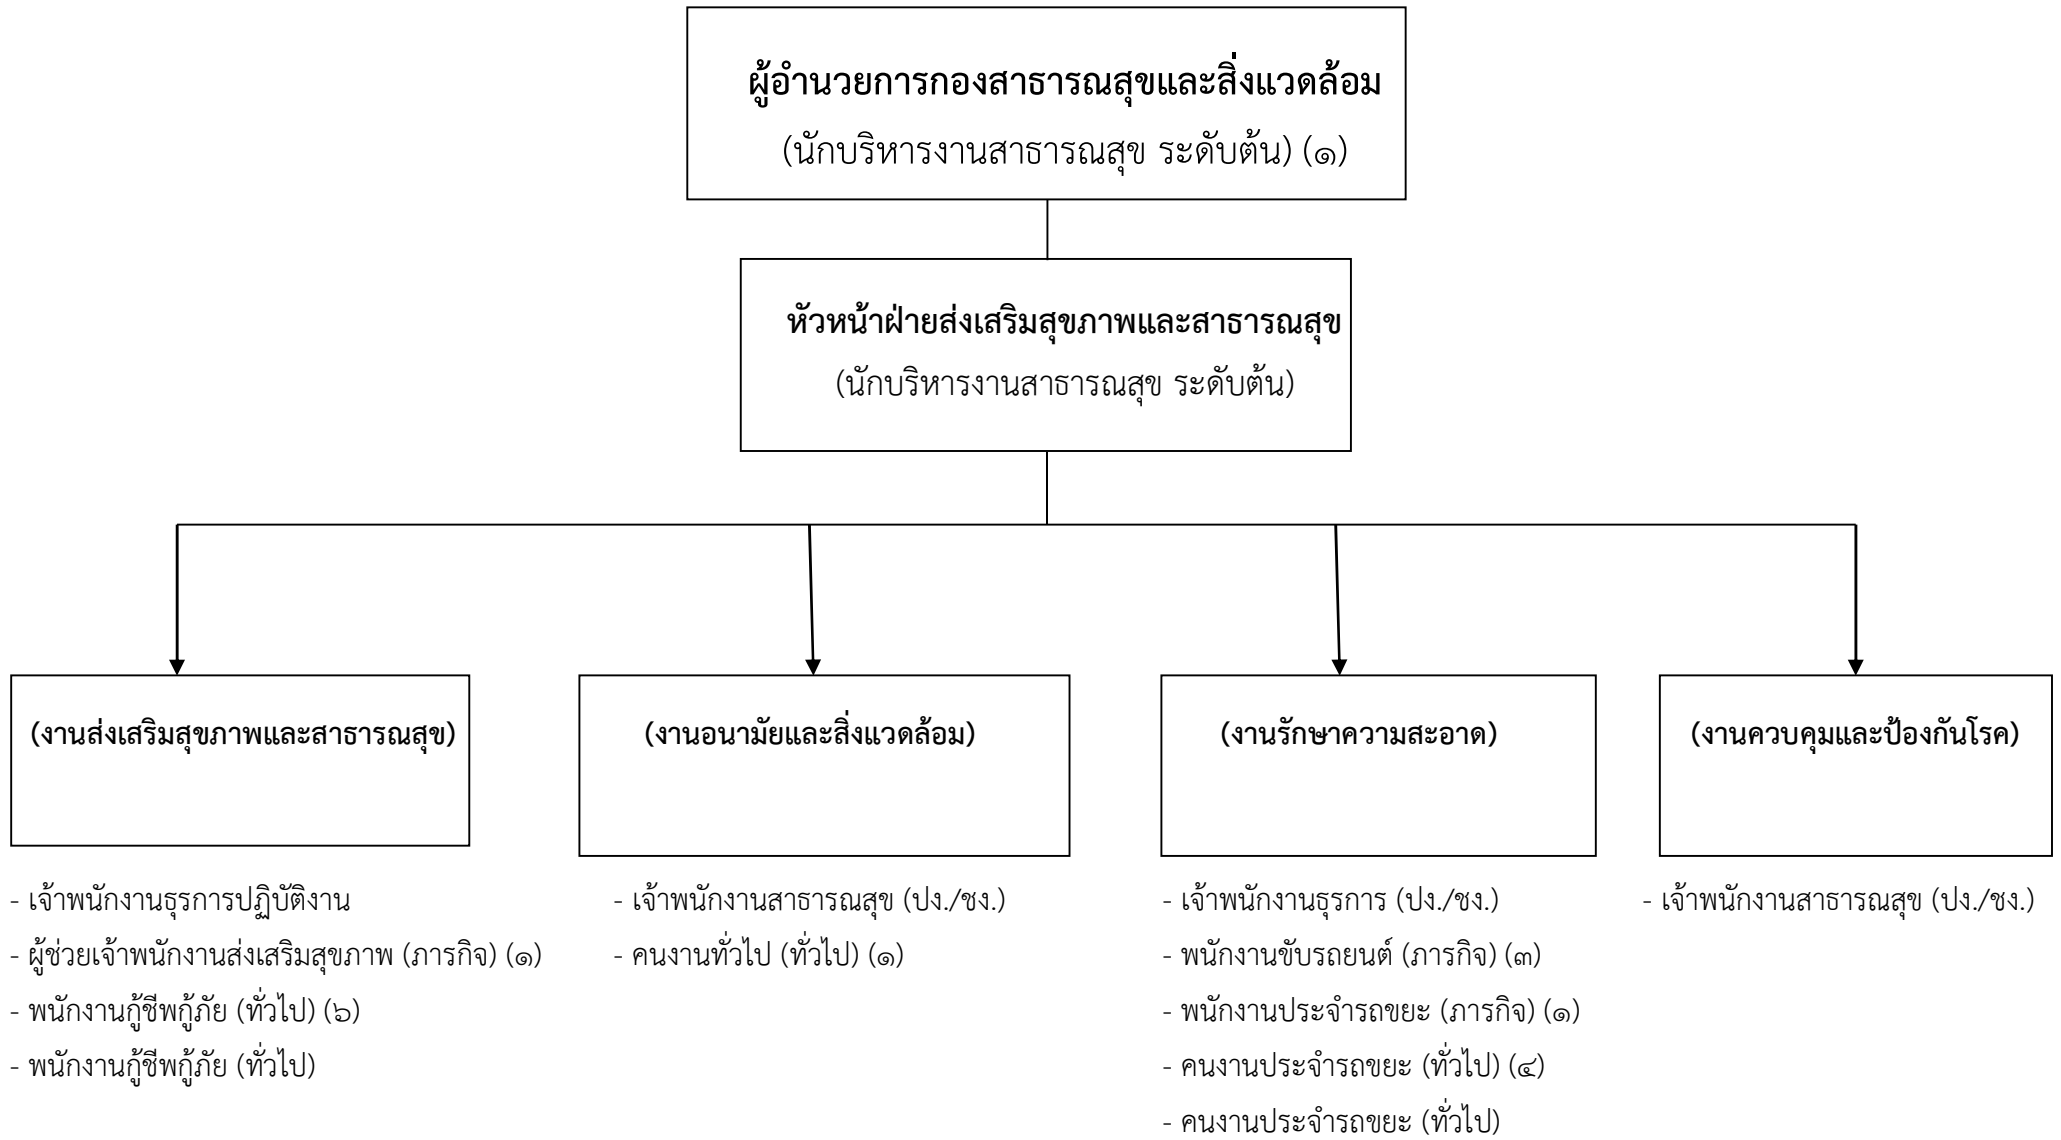 ผู้อำนวยการกองสาธารณสุขและสิ่งแวดล้อม
(นักบริหารงานสาธารณสุข ระดับต้น) (๑)
หัวหน้าฝ่ายส่งเสริมสุขภาพและสาธารณสุข
(นักบริหารงานสาธารณสุข ระดับต้น)
(งานส่งเสริมสุขภาพและสาธารณสุข)
(งานอนามัยและสิ่งแวดล้อม)
(งานรักษาความสะอาด)
(งานควบคุมและป้องกันโรค)
- เจ้าพนักงานธุรการปฏิบัติงาน
- ผู้ช่วยเจ้าพนักงานส่งเสริมสุขภาพ (ภารกิจ) (๑)
- พนักงานกู้ชีพกู้ภัย (ทั่วไป) (๖)
- พนักงานกู้ชีพกู้ภัย (ทั่วไป)
- เจ้าพนักงานสาธารณสุข (ปง./ชง.)
- คนงานทั่วไป (ทั่วไป) (๑)
- เจ้าพนักงานธุรการ (ปง./ชง.)
- พนักงานขับรถยนต์ (ภารกิจ) (๓)
- พนักงานประจำรถขยะ (ภารกิจ) (๑)
- คนงานประจำรถขยะ (ทั่วไป) (๔)
- คนงานประจำรถขยะ (ทั่วไป)
- เจ้าพนักงานสาธารณสุข (ปง./ชง.)